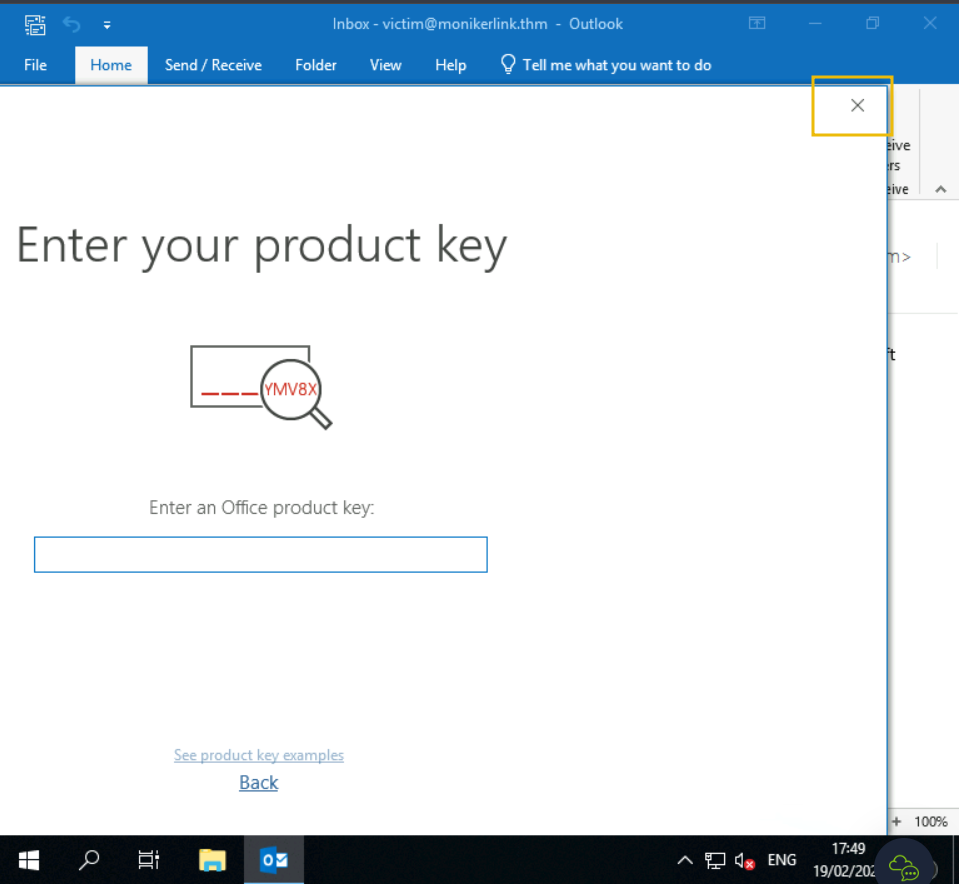 Inbox - victim@monikerlink.thm - Outlook
File Home Send / Receive Folder View Help Tell me what you want to do
eive
rs
eive
m>
Enter your product key
ft
YMV8X
Enter an Office product key:
See product key examples
Back
+ 100%
ENG
17:49
19/02/202